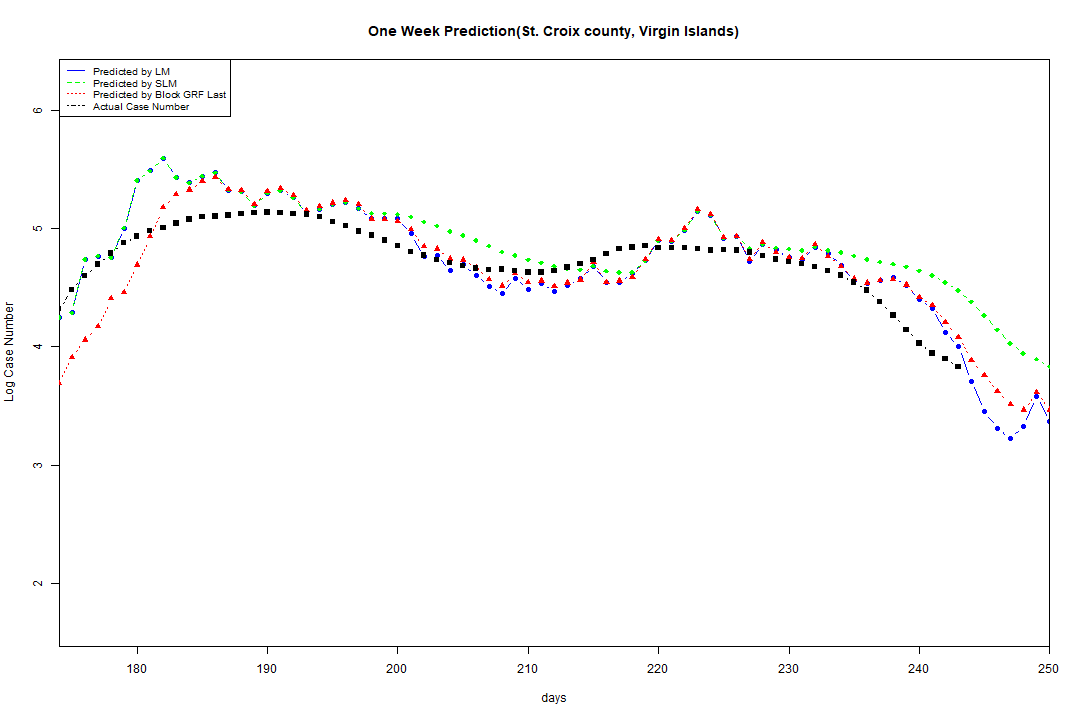 One Week Prediction(St. Croix county, Virgin Islands)
Predicted by LM
Predicted by SLM
Predicted by Block GRF Last
Actual Case Number
6
5
4
3
2
Log Case Number
180 190 200 210 220 230 240 250
days